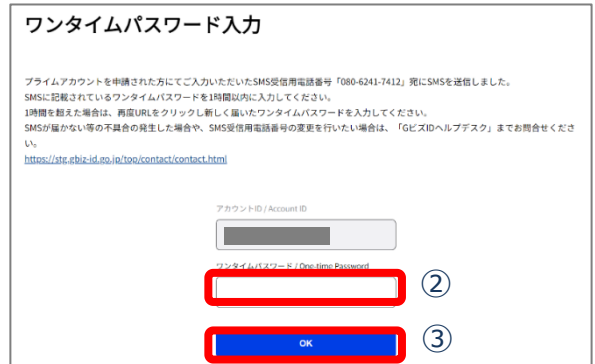 ワンタイムパスワード入力
プライムアカウントを申請された方にてご入力いただいたSMS受信用電話番号「080-6241-7412」宛にSMSを送信しました。
SMSに記載されているワンタイムパスワードを1時間以内に入力してください。
1時間を超えた場合は、再度URLをクリックし新しく届いたワンタイムパスワードを入力してください。
SMSが届かない等の不具合の発生した場合や、SMS受信用電話番号の変更を行いたい場合は、「GビズIDヘルプデスク」までお問合せくださ
い。
https://stg.gbiz-id.go.jp/top/contact/contact.html
アカウントID / Account ID
ワンタイムパスワード / One-time Password
②
OK
③